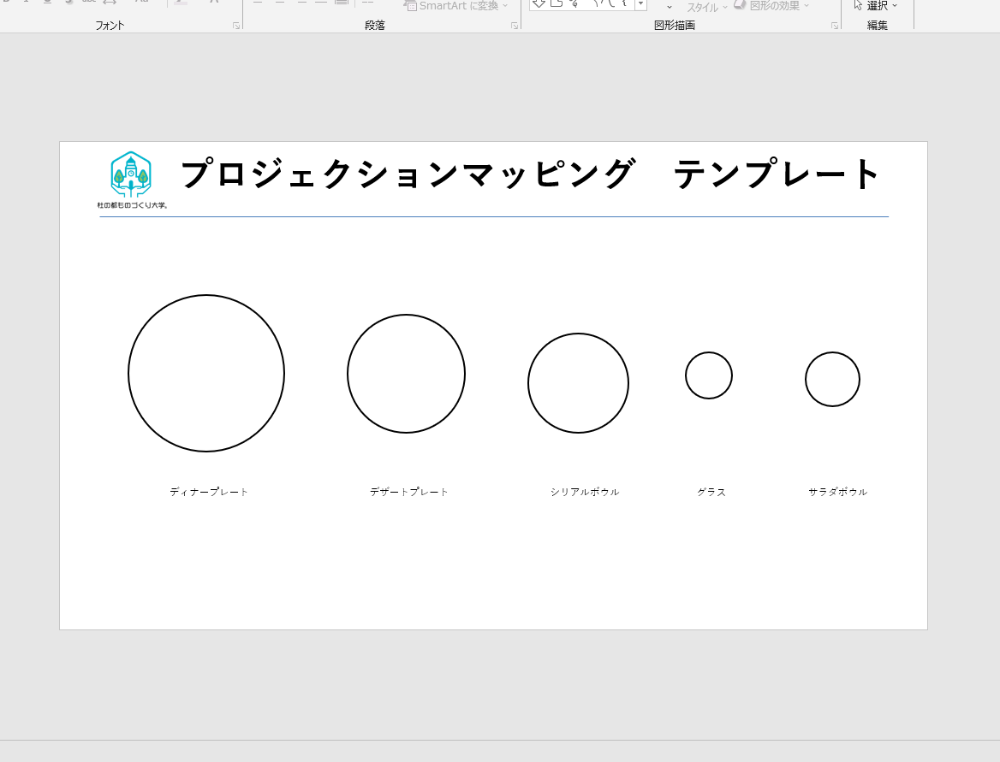 SmartArt に変換
スタイル
図形の効果
選択
フォント
段落
図形描画
編集
プロジェクションマッピング　テンプレート
杜の都ものづくり大学。
ディナープレート
デザートプレート
シリアルボウル
グラス
サラダボウル